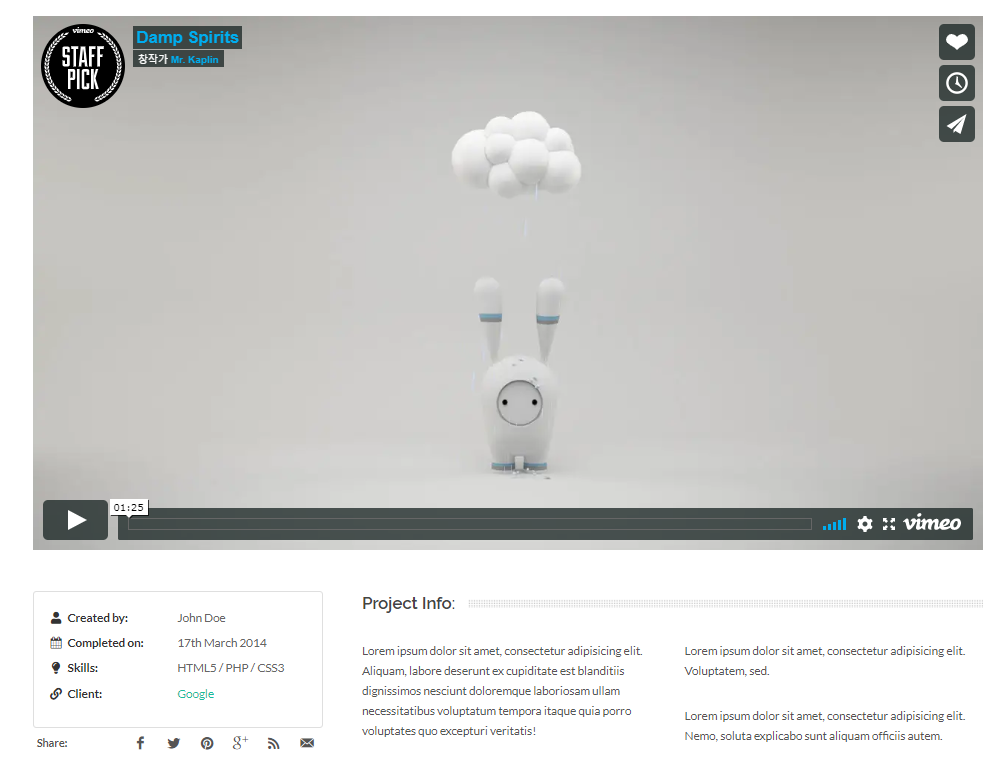 vimeo
STAFF
PICK
Damp Spirits
창작가 Mr. Kaplin
01:25
vimeo
Created by: John Doe
Completed on: 17th March 2014
Skills: HTML5 / PHP / CSS3
Client: Google
Share:
Project Info:
Lorem ipsum dolor sit amet, consectetur adipisicing elit.
Aliquam, labore deserunt ex cupiditate est blanditiis
dignissimos nesciunt doloremque laboriosam ullam
necessitatibus voluptatum tempora itaque quia porro
voluptates quo excepturi veritatis!
Lorem ipsum dolor sit amet, consectetur adipisicing elit.
Voluptatem, sed.
Lorem ipsum dolor sit amet, consectetur adipisicing elit.
Nemo, soluta explicabo sunt aliquam officiis autem.